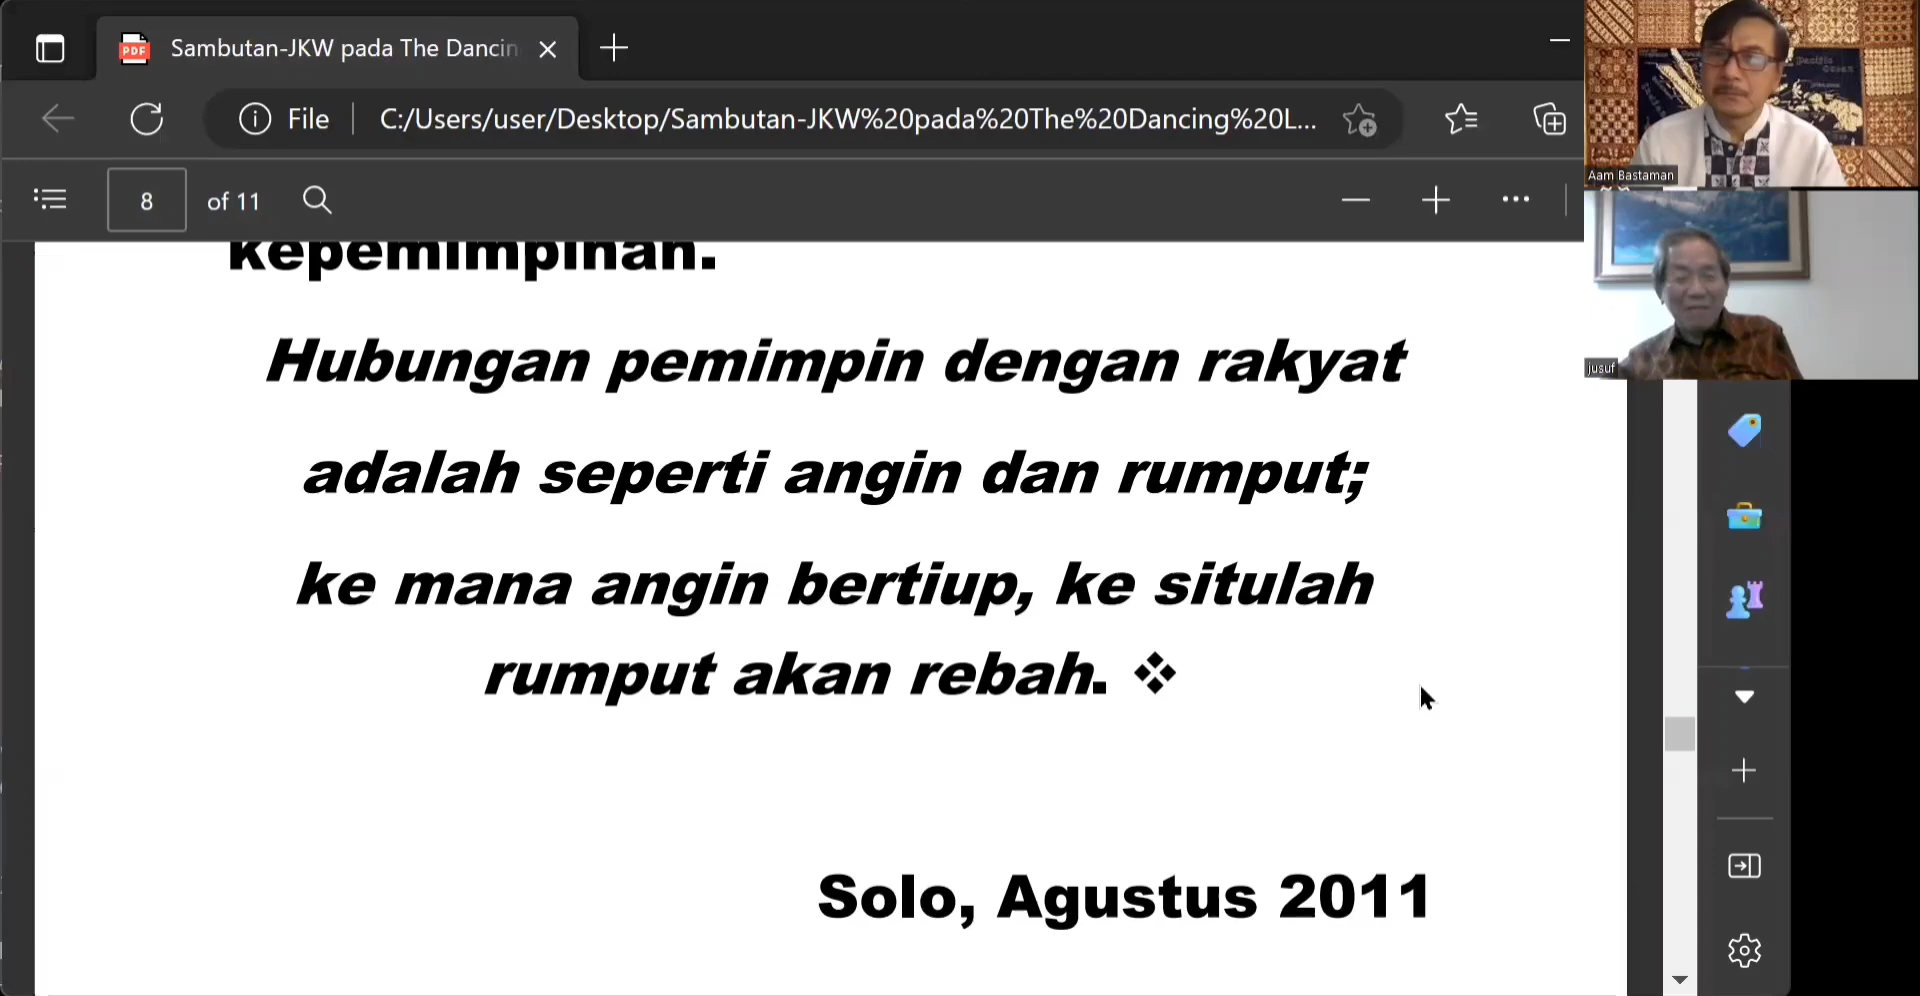 Sambutan-JKW pada The Dancin
File
C:/Users/user/Desktop/Sambutan-JKW%20pada%20The%20Dancing%20L...
8 of 11
kepemimpinan.
Hubungan pemimpin dengan rakyat
adalah seperti angin dan rumput;
ke mana angin bertiup, ke situlah
rumput akan rebah. ❖
Solo, Agustus 2011
Aam Bastaman
jusuf
PDF